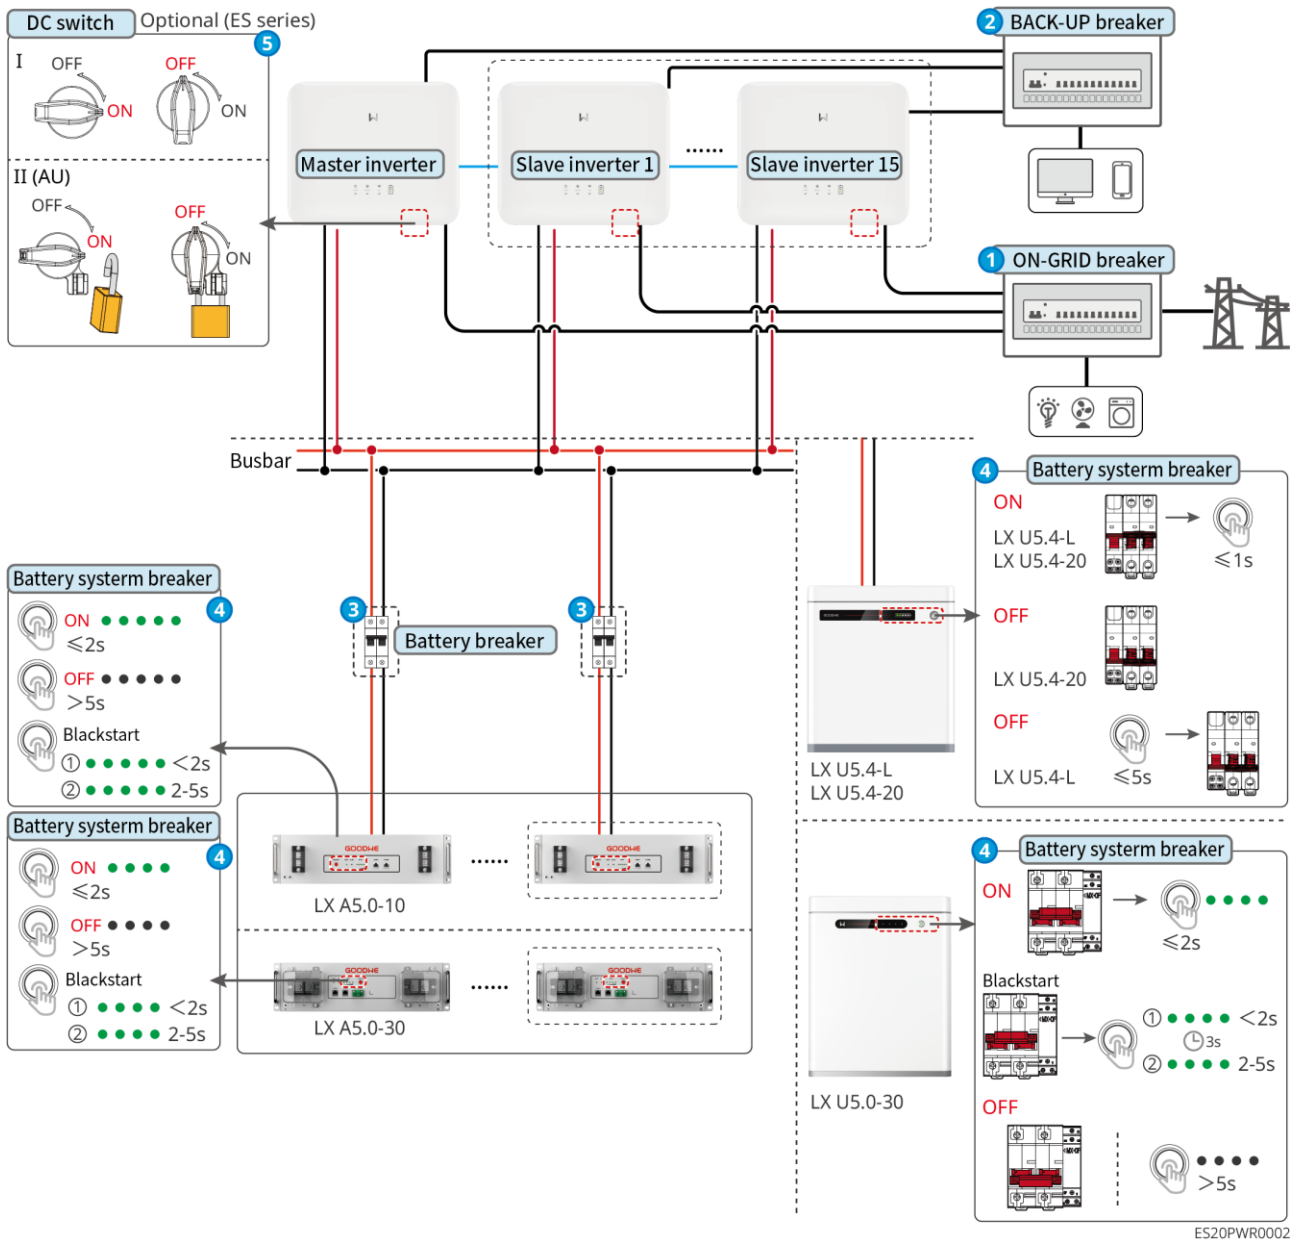 DC switch
Optional (ES series)
5
I
OFF
ON
OFF
ON
II (AU)
OFF
ON
OFF
ON
Master inverter
Slave inverter 1
......
Slave inverter 15
2
BACK-UP breaker
1
ON-GRID breaker
Busbar
3
Battery breaker
3
Battery systerm breaker
4
ON
≤2s
OFF
>5s
Blackstart
① <2s
② 2-5s
Battery systerm breaker
4
ON
≤2s
OFF
>5s
Blackstart
① <2s
② 2-5s
GOODWE
......
GOODWE
LX A5.0-10
GOODWE
......
GOODWE
LX A5.0-30
GOODWE
LX U5.4-L
LX U5.4-20
4
Battery systerm breaker
ON
LX U5.4-L
LX U5.4-20
≤1s
OFF
LX U5.4-20
OFF
LX U5.4-L
≤5s
LX U5.0-30
4
Battery systerm breaker
ON
≤2s
Blackstart
① <2s
3s
② 2-5s
OFF
>5s
ES20PWR0002